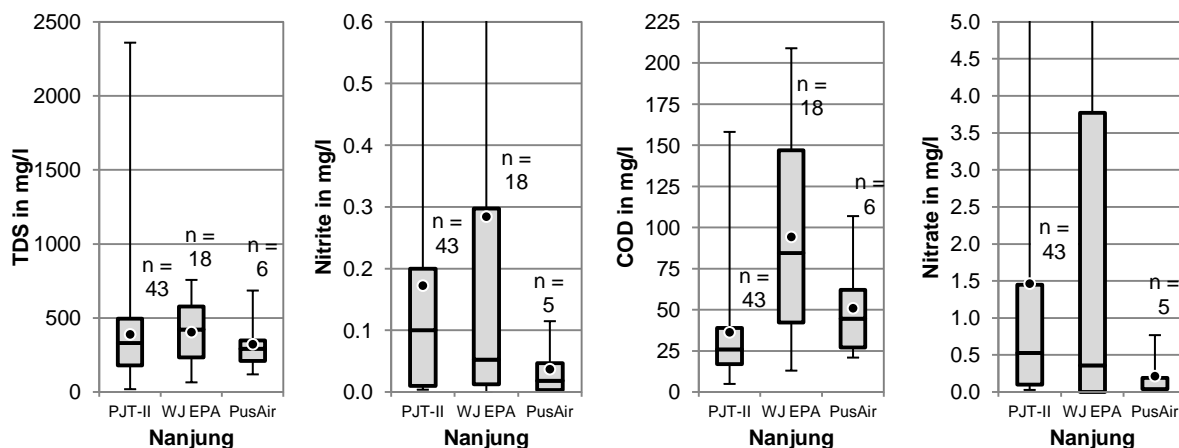 TDS in mg/l
2500
2000
1500
1000
500
0
n =
43
n =
18
n =
6
PJT-II WJ EPA PusAir
Nanjung
Nitrite in mg/l
0.6
0.5
0.4
0.3
0.2
0.1
0.0
n =
43
n =
18
n =
5
PJT-II WJ EPA PusAir
Nanjung
COD in mg/l
225
200
175
150
125
100
75
50
25
0
n =
43
n =
18
n =
6
PJT-II WJ EPA PusAir
Nanjung
Nitrate in mg/l
5.0
4.5
4.0
3.5
3.0
2.5
2.0
1.5
1.0
0.5
0.0
n =
43
n =
5
PJT-II WJ EPA PusAir
Nanjung